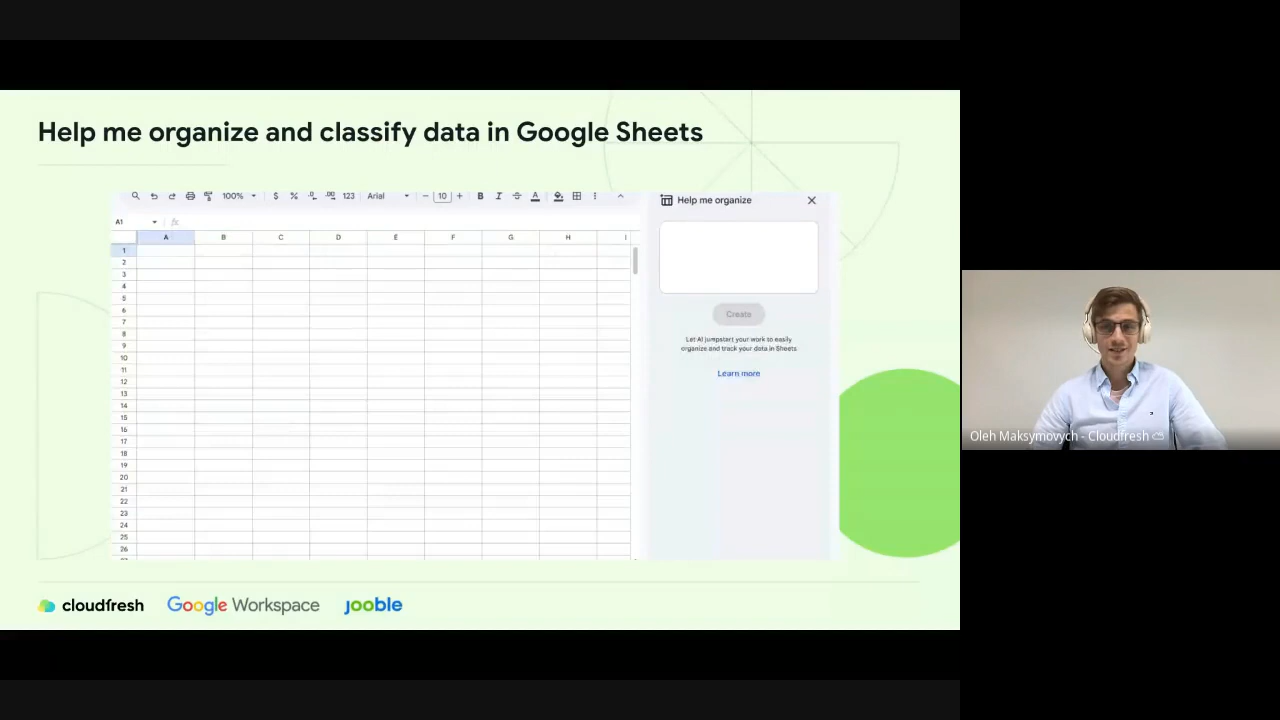 Help me organize and classify data in Google Sheets
100% $ % .0 .00 123 Arial − 10 + B I S A
Help me organize
A1 fx
A B C D E F G H I
1
2
3
4
5
6
7
8
9
10
11
12
13
14
15
16
17
18
19
20
21
22
23
24
25
26
Create
Let AI jumpstart your work to easily
organize and track your data in Sheets
Learn more
Oleh Maksymovych - Cloudfresh
cloudfresh Google Workspace jooble